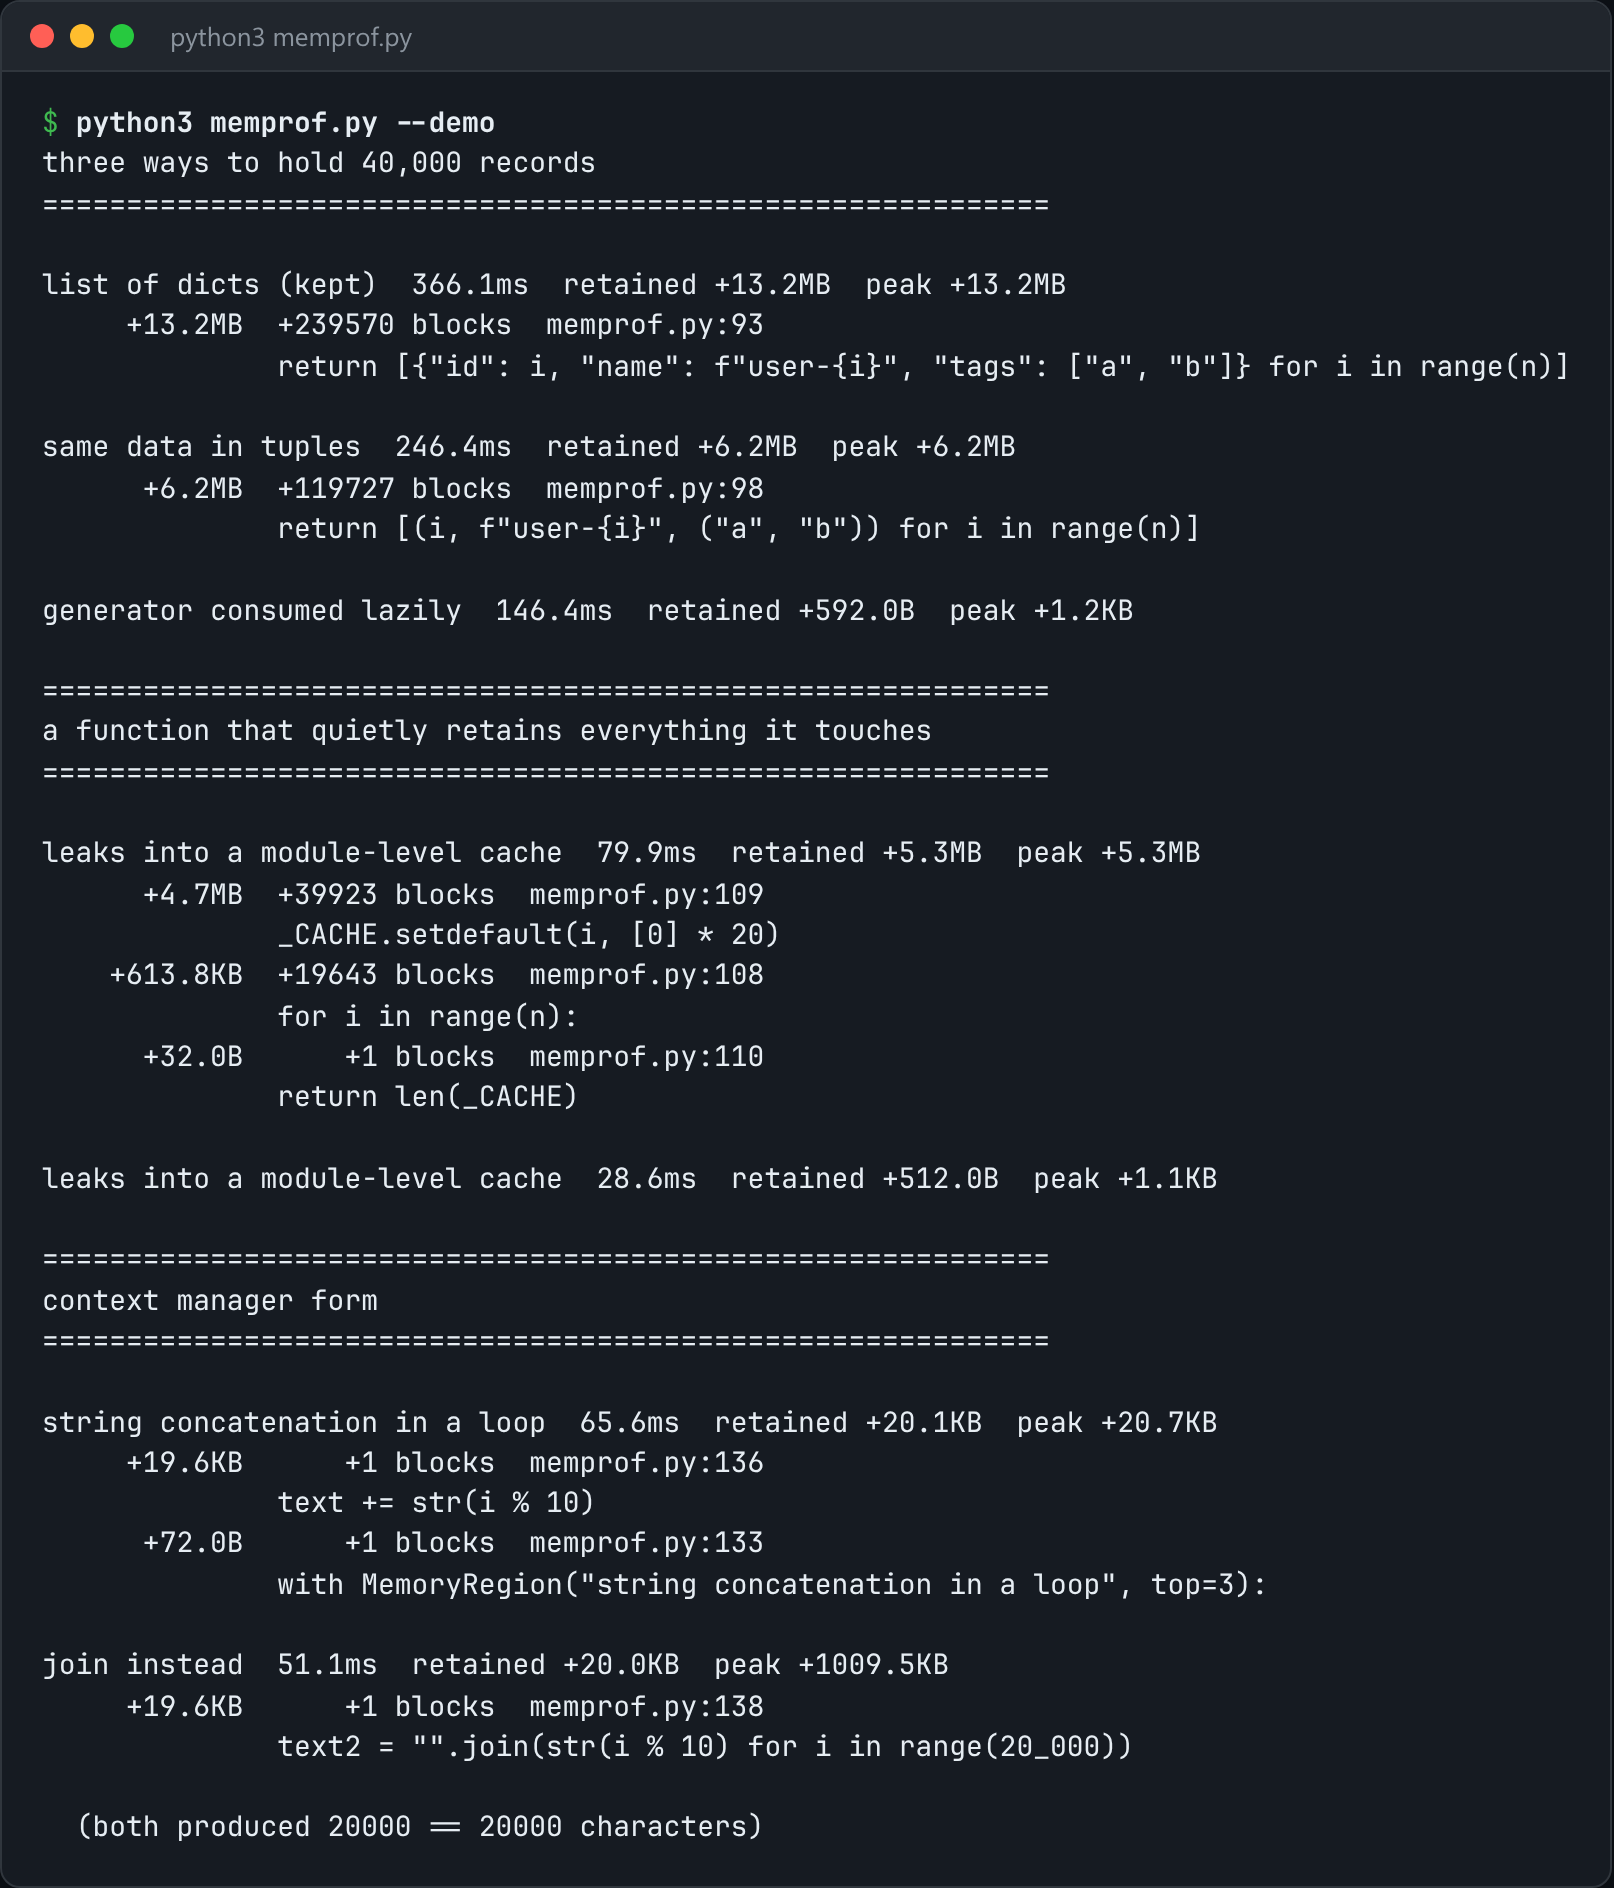 python3 memprof.py
$ python3 memprof.py --demo
three ways to hold 40,000 records
============================================================
list of dicts (kept)  366.1ms  retained +13.2MB  peak +13.2MB
     +13.2MB  +239570 blocks  memprof.py:93
              return [{"id": i, "name": f"user-{i}", "tags": ["a", "b"]} for i in range(n)]
same data in tuples  246.4ms  retained +6.2MB  peak +6.2MB
      +6.2MB  +119727 blocks  memprof.py:98
              return [(i, f"user-{i}", ("a", "b")) for i in range(n)]
generator consumed lazily  146.4ms  retained +592.0B  peak +1.2KB
============================================================
a function that quietly retains everything it touches
============================================================
leaks into a module-level cache  79.9ms  retained +5.3MB  peak +5.3MB
      +4.7MB  +39923 blocks  memprof.py:109
              _CACHE.setdefault(i, [0] * 20)
    +613.8KB  +19643 blocks  memprof.py:108
              for i in range(n):
      +32.0B      +1 blocks  memprof.py:110
              return len(_CACHE)
leaks into a module-level cache  28.6ms  retained +512.0B  peak +1.1KB
============================================================
context manager form
============================================================
string concatenation in a loop  65.6ms  retained +20.1KB  peak +20.7KB
     +19.6KB      +1 blocks  memprof.py:136
              text += str(i % 10)
      +72.0B      +1 blocks  memprof.py:133
              with MemoryRegion("string concatenation in a loop", top=3):
join instead  51.1ms  retained +20.0KB  peak +1009.5KB
     +19.6KB      +1 blocks  memprof.py:138
              text2 = "".join(str(i % 10) for i in range(20_000))
  (both produced 20000 == 20000 characters)